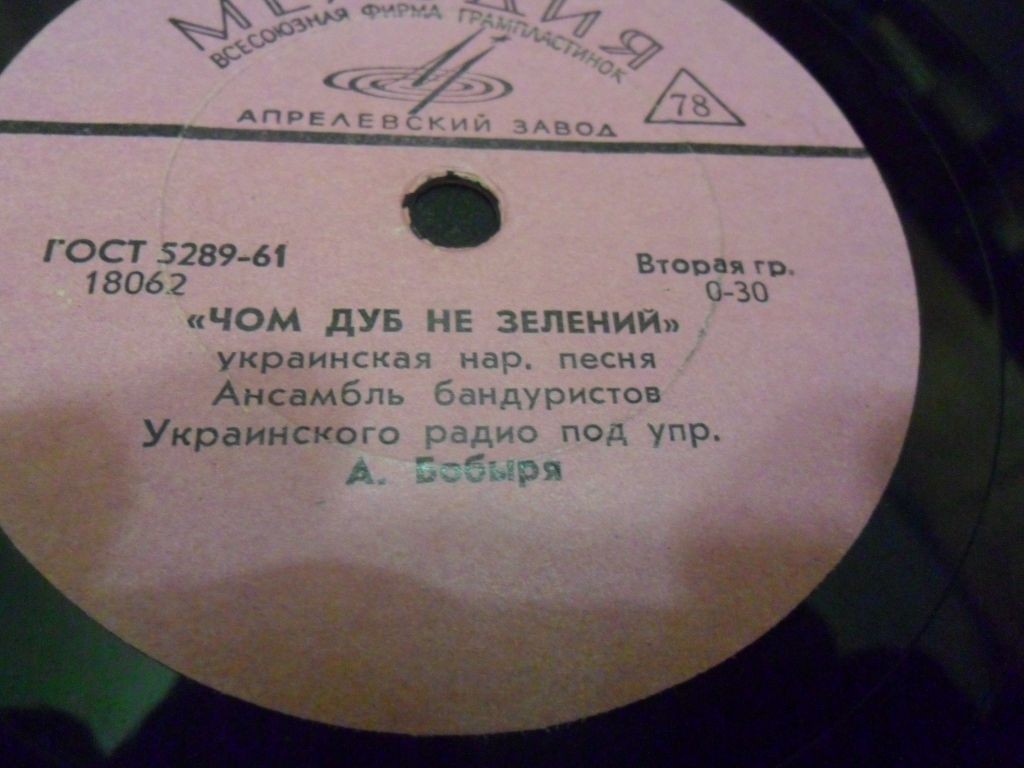 МЕЛОДИЯ
ВСЕСОЮЗНАЯ ФИРМА ГРАМПЛАСТИНОК
АПРЕЛЕВСКИЙ ЗАВОД
78
ГОСТ 5289-61
18062
Вторая гр.
0-30
«ЧОМ ДУБ НЕ ЗЕЛЕНИЙ»
украинская нар. песня
Ансамбль бандуристов
Украинского радио под упр.
А. Бобыря